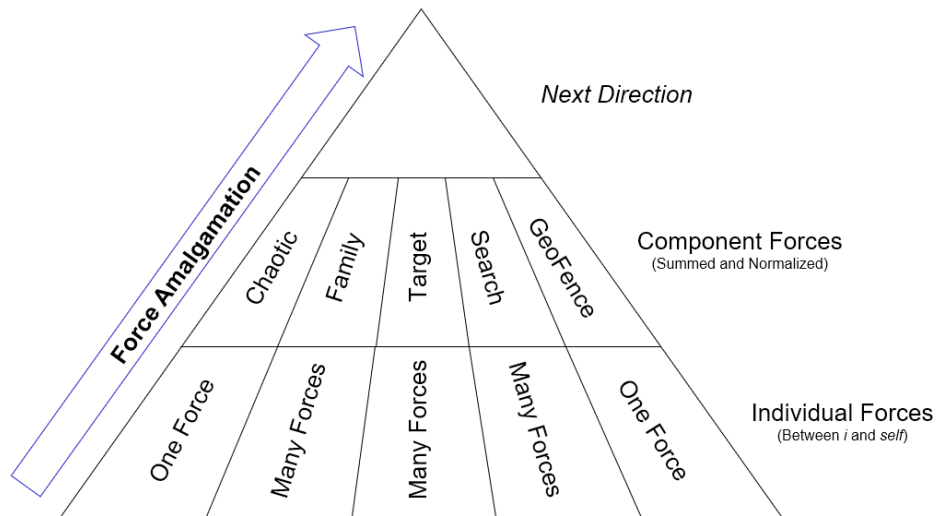 Next Direction
Force Amalgamation
Chaotic
Family
Target
Search
GeoFence
Component Forces
(Summed and Normalized)
One Force
Many Forces
Many Forces
Many Forces
One Force
Individual Forces
(Between i and self)